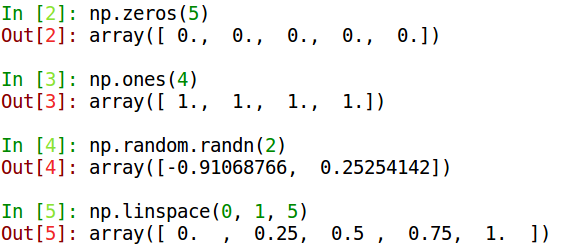 In [2]: np.zeros(5)
Out[2]: array([ 0.,  0.,  0.,  0.,  0.])
In [3]: np.ones(4)
Out[3]: array([ 1.,  1.,  1.,  1.])
In [4]: np.random.randn(2)
Out[4]: array([-0.91068766,  0.25254142])
In [5]: np.linspace(0, 1, 5)
Out[5]: array([ 0.  ,  0.25,  0.5 ,  0.75,  1.  ])